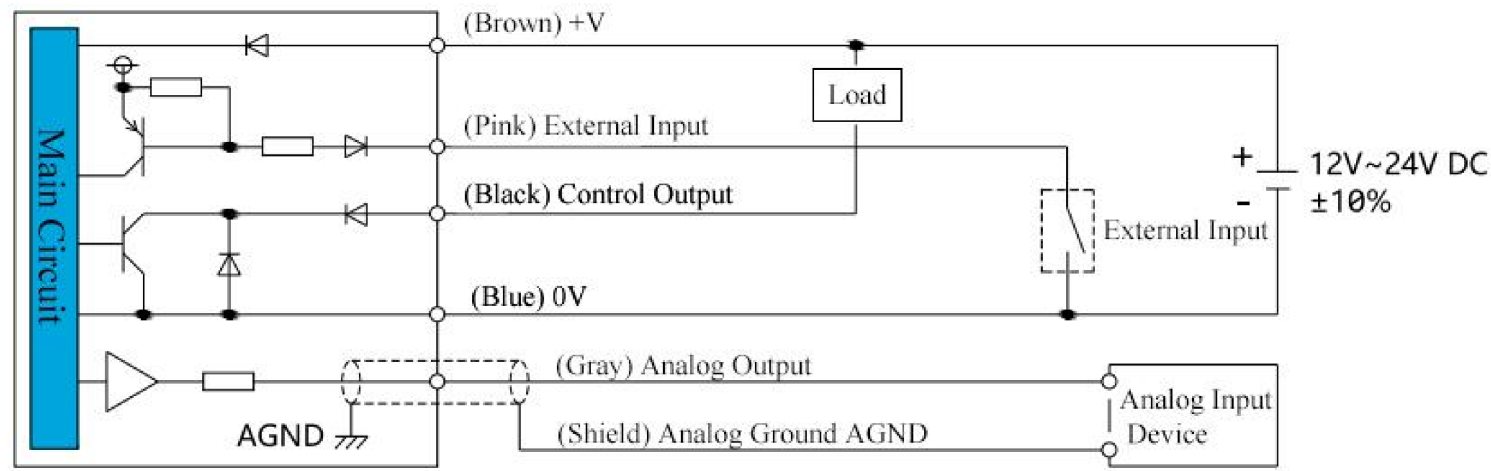 (Brown) +V
Load
(Pink) External Input
+ 12V~24V DC
- ±10%
(Black) Control Output
Main Circuit
External Input
(Blue) 0V
(Gray) Analog Output
Analog Input
Device
AGND
(Shield) Analog Ground AGND